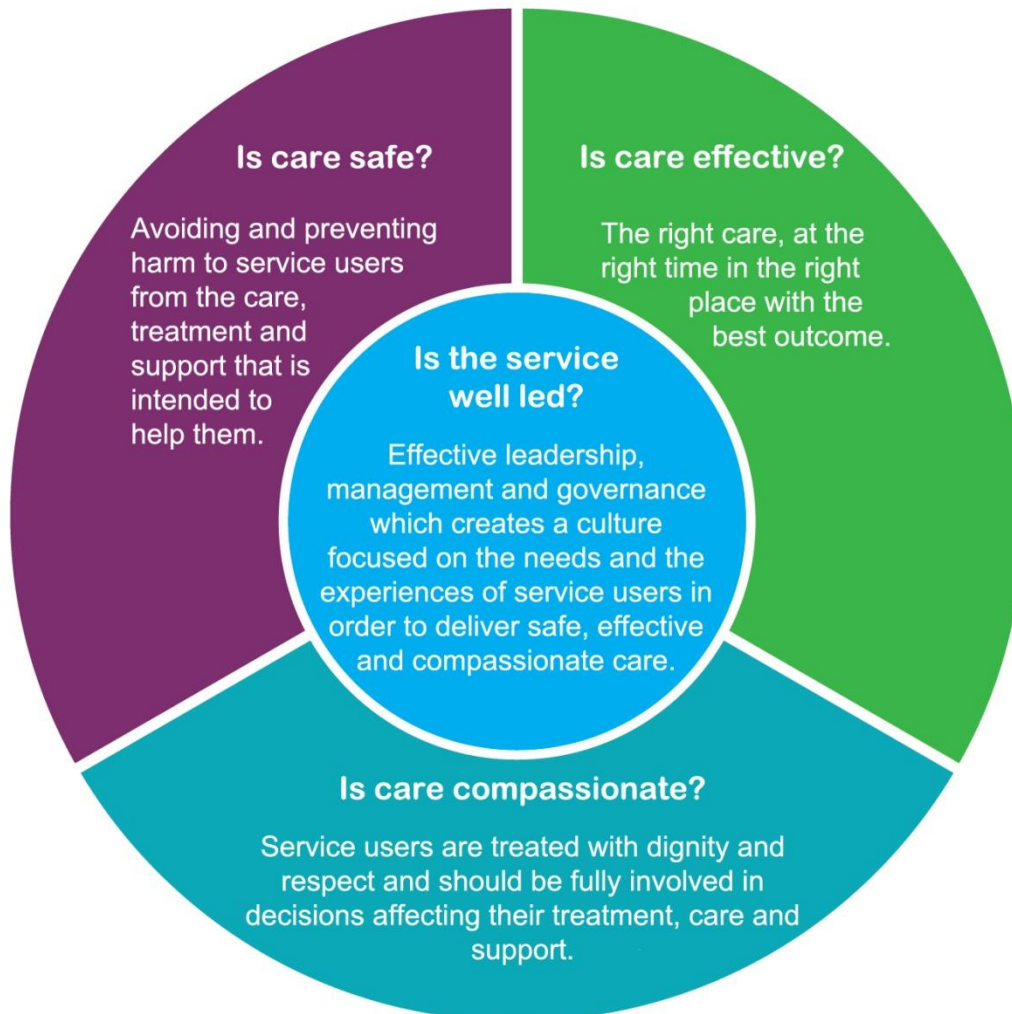 Is care safe?
Avoiding and preventing
harm to service users
from the care,
treatment and
support that is
intended to
help them.
Is care effective?
The right care, at the
right time in the right
place with the
best outcome.
Is the service
well led?
Effective leadership,
management and governance
which creates a culture
focused on the needs and the
experiences of service users in
order to deliver safe, effective
and compassionate care.
Is care compassionate?
Service users are treated with dignity and
respect and should be fully involved in
decisions affecting their treatment, care and
support.